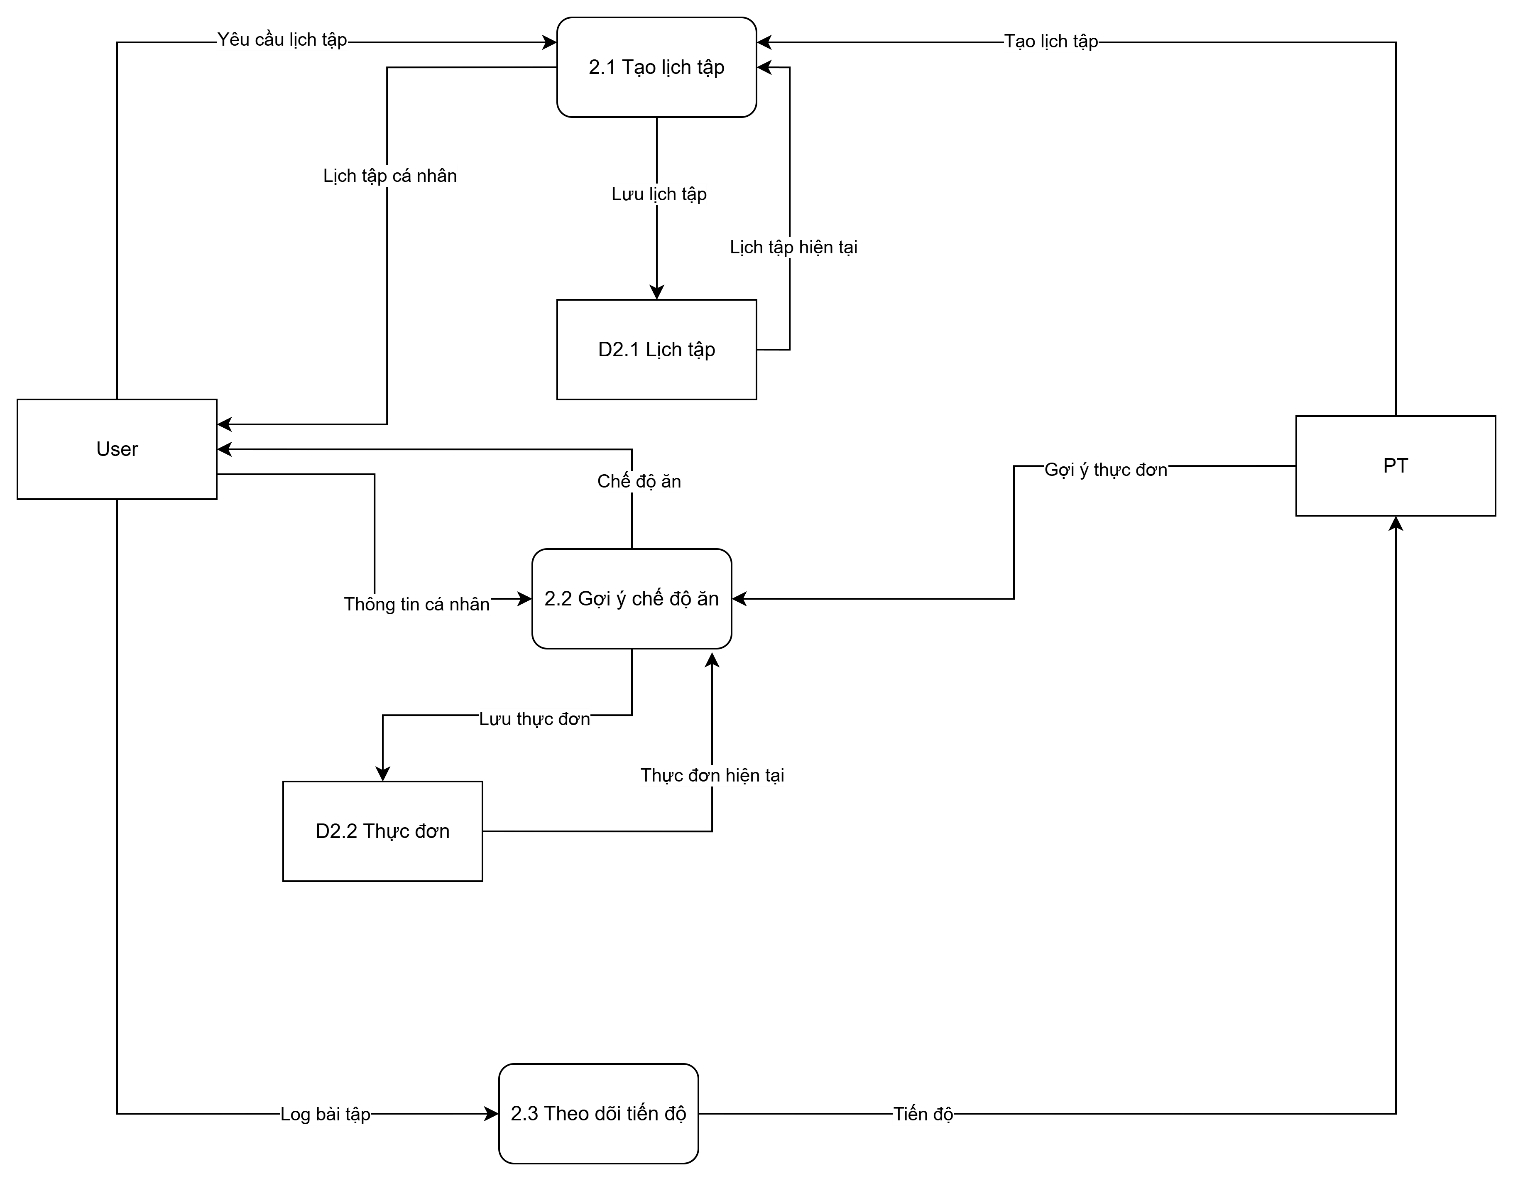 Yêu cầu lịch tập
2.1 Tạo lịch tập
Tạo lịch tập
Lịch tập cá nhân
Lưu lịch tập
Lịch tập hiện tại
D2.1 Lịch tập
User
PT
Gợi ý thực đơn
Chế độ ăn
Thông tin cá nhân
2.2 Gợi ý chế độ ăn
Lưu thực đơn
Thực đơn hiện tại
D2.2 Thực đơn
Log bài tập
2.3 Theo dõi tiến độ
Tiến độ